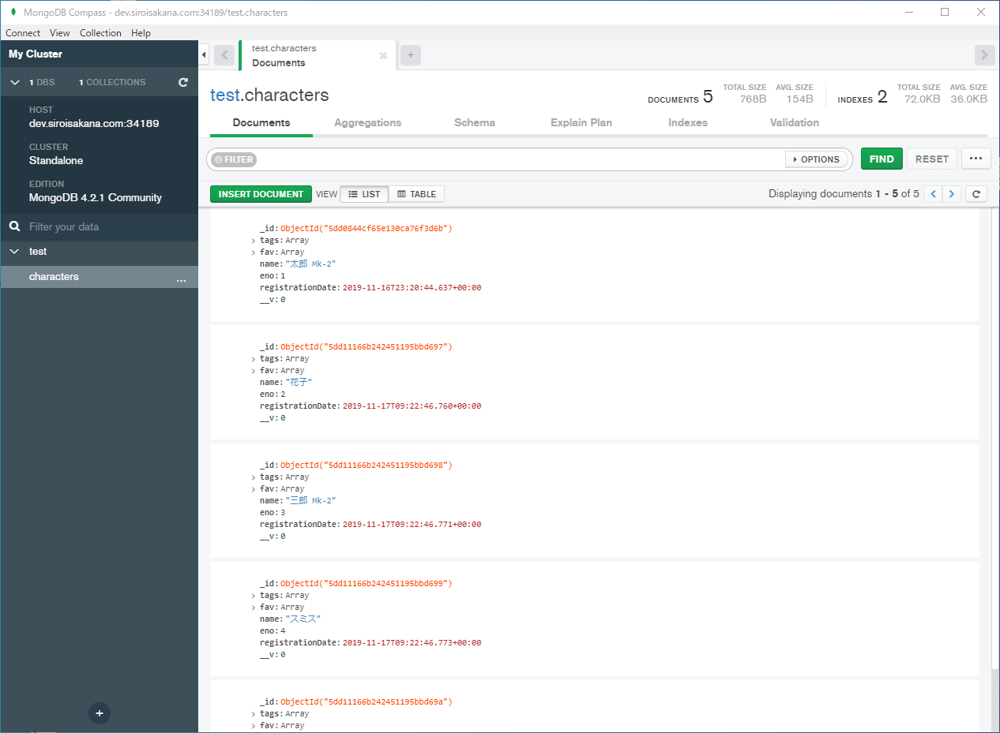 MongoDB Compass - dev.siroisakana.com:34189/test.characters
Connect View Collection Help
My Cluster
1 DBS 1 COLLECTIONS
HOST
dev.siroisakana.com:34189
CLUSTER
Standalone
EDITION
MongoDB 4.2.1 Community
Filter your data
test
characters ...
test.characters
Documents
test.characters
DOCUMENTS 5 TOTAL SIZE 768B AVG. SIZE 154B INDEXES 2 TOTAL SIZE 72.0KB AVG. SIZE 36.0KB
Documents Aggregations Schema Explain Plan Indexes Validation
FILTER OPTIONS FIND RESET ...
INSERT DOCUMENT VIEW LIST TABLE Displaying documents 1 - 5 of 5
_id: ObjectId("5dd0844cf65e130ca76f3d6b")
tags: Array
fav: Array
name: "太郎 Mk-2"
eno: 1
registrationDate: 2019-11-16T23:20:44.637+00:00
__v: 0
_id: ObjectId("5dd11166b242451195bbd697")
tags: Array
fav: Array
name: "花子"
eno: 2
registrationDate: 2019-11-17T09:22:46.760+00:00
__v: 0
_id: ObjectId("5dd11166b242451195bbd698")
tags: Array
fav: Array
name: "三郎 Mk-2"
eno: 3
registrationDate: 2019-11-17T09:22:46.771+00:00
__v: 0
_id: ObjectId("5dd11166b242451195bbd699")
tags: Array
fav: Array
name: "スミス"
eno: 4
registrationDate: 2019-11-17T09:22:46.773+00:00
__v: 0
_id: ObjectId("5dd11166b242451195bbd69a")
tags: Array
fav: Array